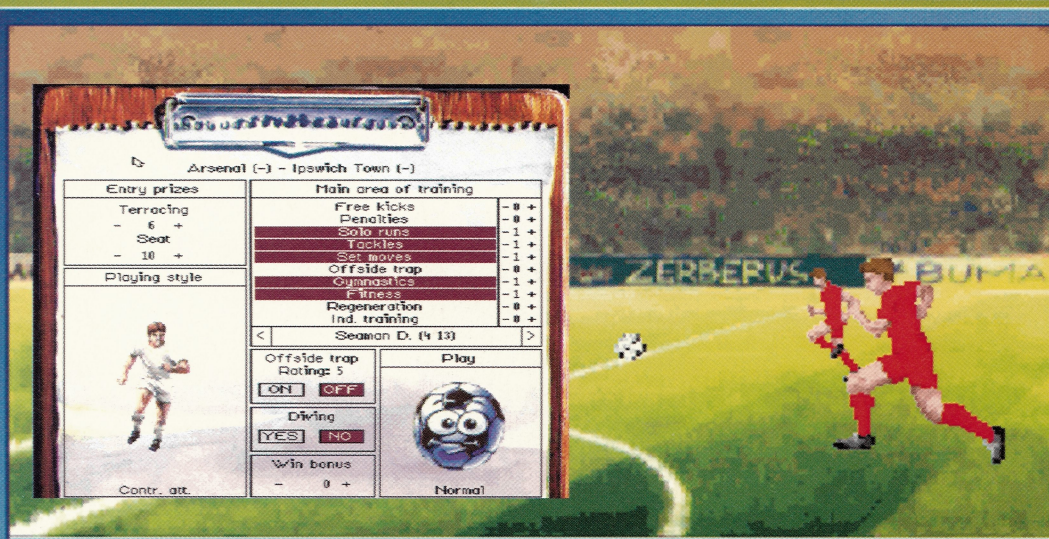 Arsenal (-) - Ipswich Town (-)
Entry prizes
Terracing
- 6 +
Seat
- 10 +
Playing style
Contr. att.
Main area of training
Free kicks - 0 +
Penalties - 0 +
Solo runs - 1 +
Tackles - 1 +
Set moves - 1 +
Offside trap - 0 +
Gymnastics - 1 +
Fitness - 1 +
Regeneration - 0 +
Ind. training - 0 +
< Seaman D. (4 13) >
Offside trap
Rating: 5
ON OFF
Diving
YES NO
Win bonus
- 0 +
Play
Normal
ZERBERUS
BUMA